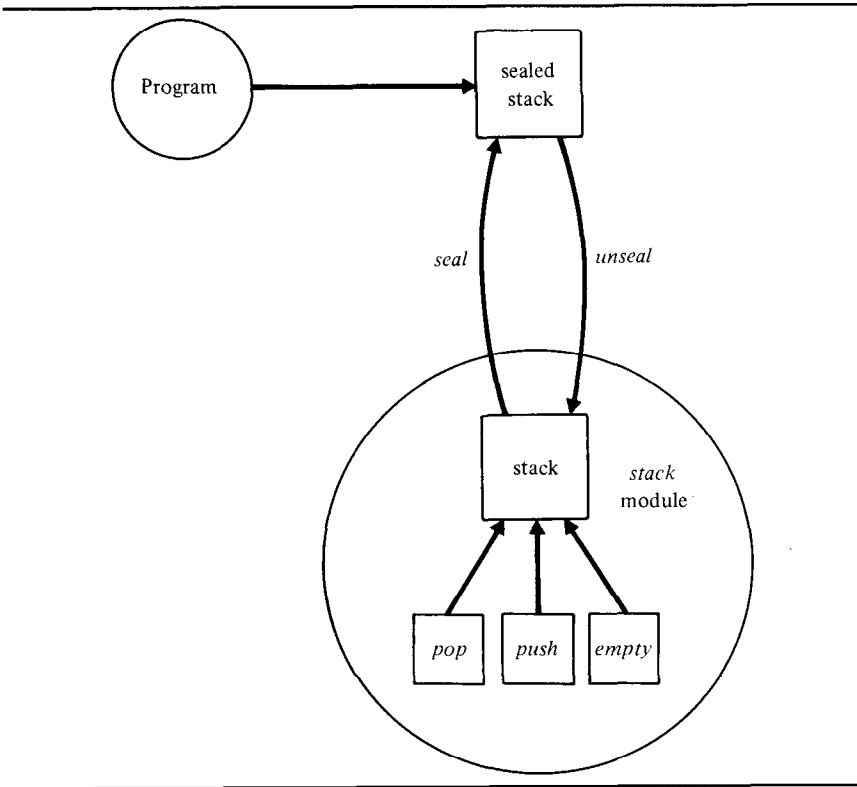 Program
sealed
stack
seal
unseal
stack
stack
module
pop
push
empty